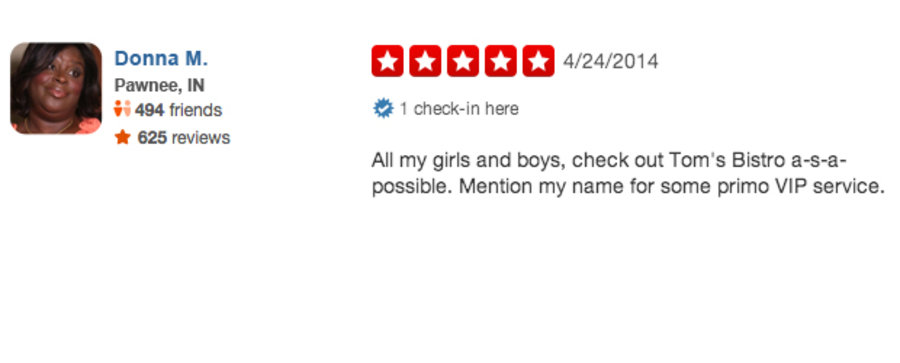 Donna M.
Pawnee, IN
494 friends
625 reviews
4/24/2014
1 check-in here
All my girls and boys, check out Tom's Bistro a-s-a-
possible. Mention my name for some primo VIP service.